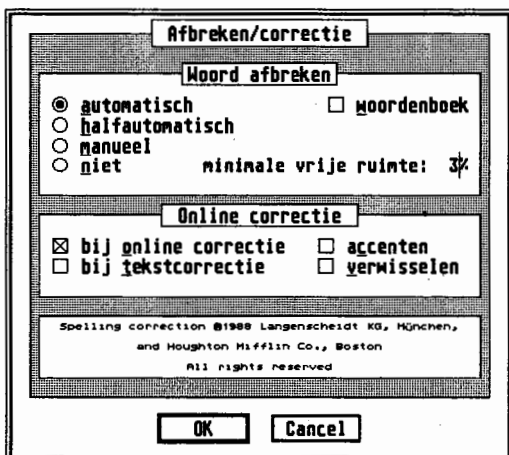 Afbreken/correctie
Woord afbreken
automatisch woordenboek
halfautomatisch
manueel
niet minimale vrije ruimte: 3%
Online correctie
bij online correctie accenten
bij tekstcorrectie verwisselen
Spelling correction ©1988 Langenscheidt KG, München,
and Houghton Mifflin Co., Boston
All rights reserved
OK Cancel